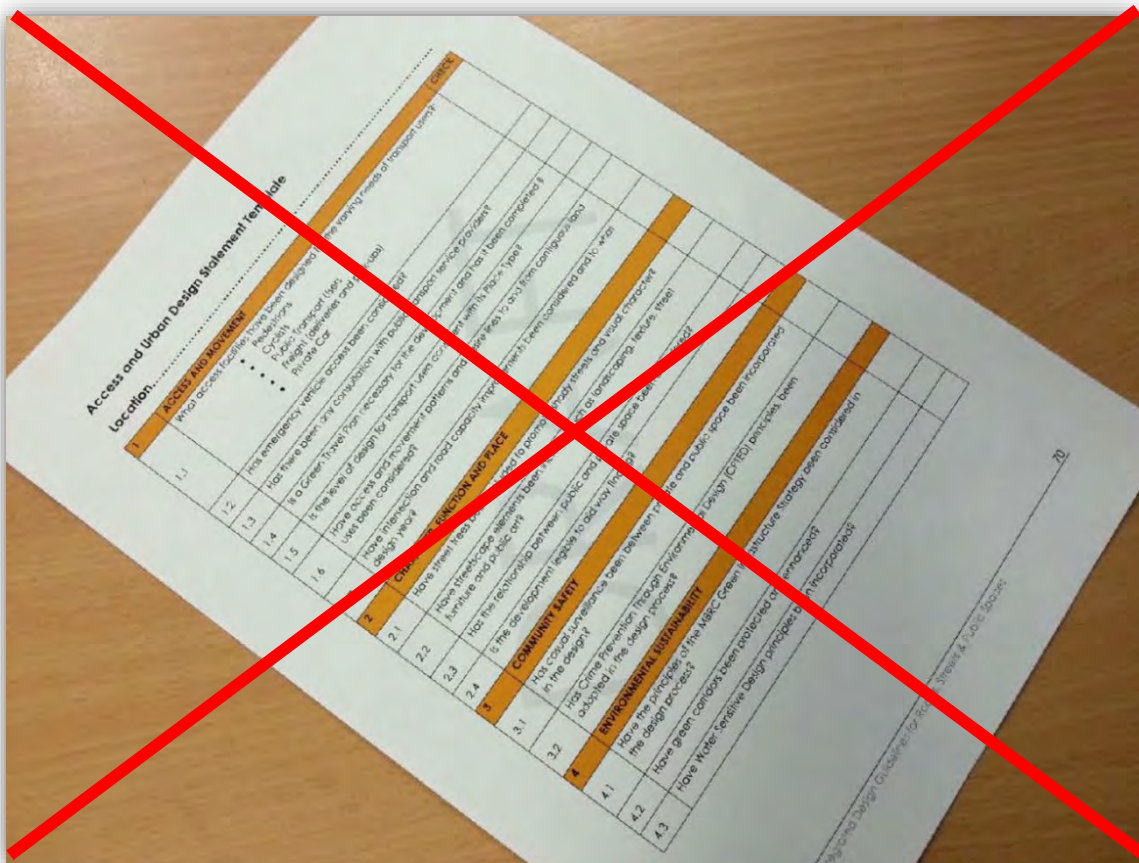 Access and Urban Design Statement Template
Location
1 ACCESS AND MOVEMENT CHECK
1.1 What access facilities have been designed for the varying needs of transport users?
• Pedestrians
• Cyclists
• Public Transport Users
• Freight (deliveries and pick-ups)
• Private Car
1.2 Has emergency vehicle access been considered?
1.3 Has there been any consultation with public transport service providers?
1.4 Is a Green Travel Plan necessary for the development and has it been completed?
1.5 Is the level of design for transport users consistent with its Place Type?
1.6 Have access and movement patterns and desire lines to and from contiguous land
uses been considered?
Have intersection and road capacity improvements been considered and to what
design year?
2 CHARACTER, FUNCTION AND PLACE
2.1 Have street trees been included to promote shady streets and visual character?
2.2 Have streetscape elements been such as landscaping, texture, street
furniture and public art?
2.3 Has the relationship between public and private space been considered?
2.4 Is the development legible to aid way finding?
3 COMMUNITY SAFETY
3.1 Has casual surveillance been between private and public space been incorporated
in the design?
3.2 Has Crime Prevention Through Environmental Design (CPTED) principles, been
adopted in the design process?
4 ENVIRONMENTAL SUSTAINABILITY
4.1 Have the principles of the MBRC Green Infrastructure Strategy been considered in
the design process?
4.2 Have green corridors been protected or enhanced?
4.3 Have Water Sensitive Design principles been incorporated?
Integrated Design Guidelines for Roads, Streets & Public Spaces 70